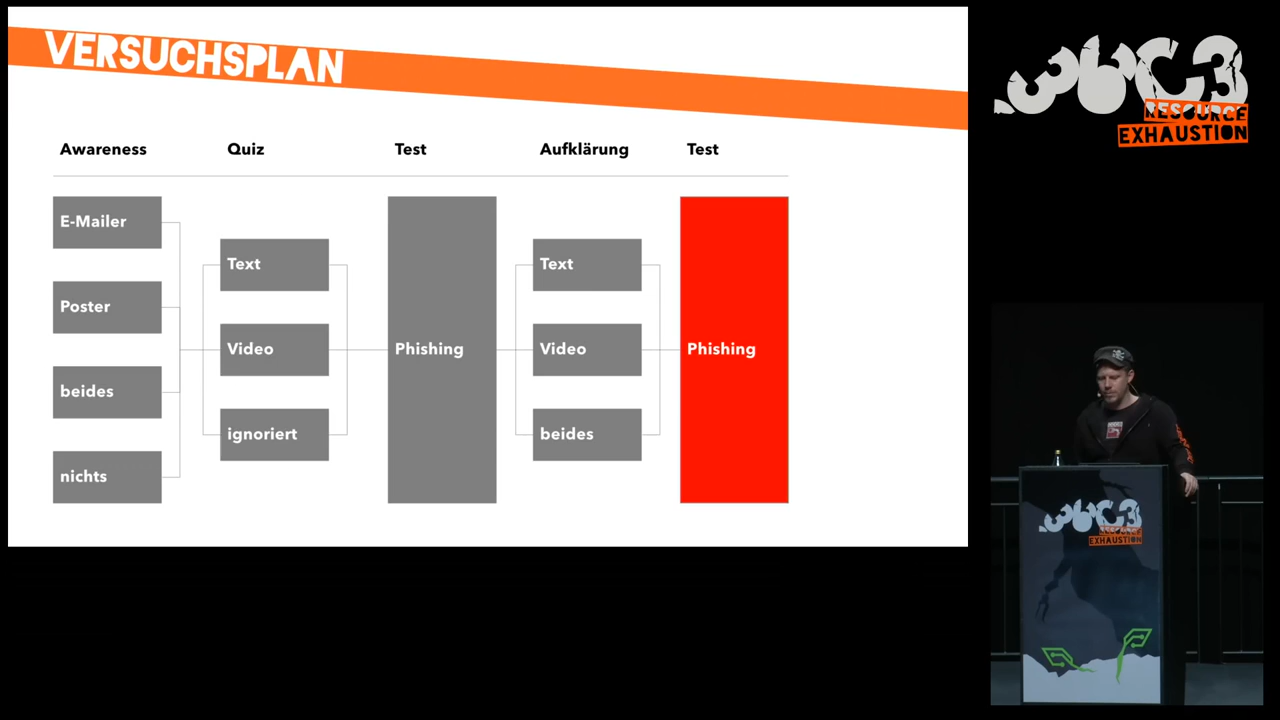 VERSUCHSPLAN
Awareness
Quiz
Test
Aufklärung
Test
E-Mailer
Poster
beides
nichts
Text
Video
ignoriert
Phishing
Text
Video
beides
Phishing
36C3
RESOURCE
EXHAUSTION
36C3
RESOURCE
EXHAUSTION